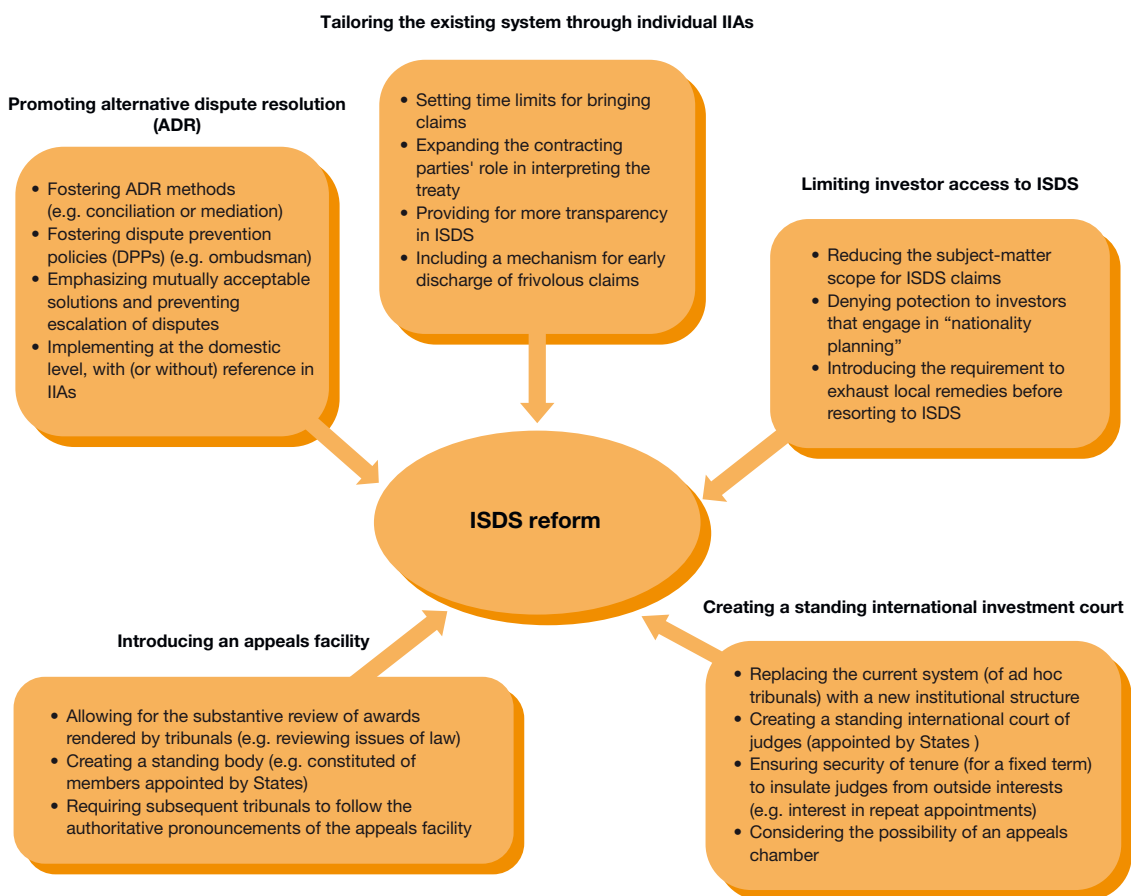 Tailoring the existing system through individual IIAs
• Setting time limits for bringing
claims
• Expanding the contracting
parties' role in interpreting the
treaty
• Providing for more transparency
in ISDS
• Including a mechanism for early
discharge of frivolous claims
Promoting alternative dispute resolution
(ADR)
• Fostering ADR methods
(e.g. conciliation or mediation)
• Fostering dispute prevention
policies (DPPs) (e.g. ombudsman)
• Emphasizing mutually acceptable
solutions and preventing
escalation of disputes
• Implementing at the domestic
level, with (or without) reference in
IIAs
Limiting investor access to ISDS
• Reducing the subject-matter
scope for ISDS claims
• Denying potection to investors
that engage in “nationality
planning”
• Introducing the requirement to
exhaust local remedies before
resorting to ISDS
ISDS reform
Introducing an appeals facility
• Allowing for the substantive review of awards
rendered by tribunals (e.g. reviewing issues of law)
• Creating a standing body (e.g. constituted of
members appointed by States)
• Requiring subsequent tribunals to follow the
authoritative pronouncements of the appeals facility
Creating a standing international investment court
• Replacing the current system (of ad hoc
tribunals) with a new institutional structure
• Creating a standing international court of
judges (appointed by States )
• Ensuring security of tenure (for a fixed term)
to insulate judges from outside interests
(e.g. interest in repeat appointments)
• Considering the possibility of an appeals
chamber